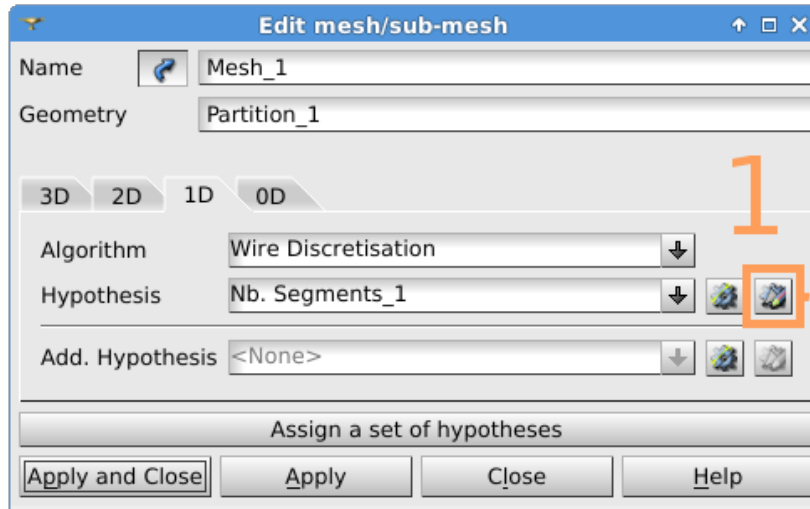 Edit mesh/sub-mesh
Name Mesh_1
Geometry Partition_1
1
3D 2D 1D 0D
Algorithm Wire Discretisation
Hypothesis Nb. Segments_1
Add. Hypothesis <None>
Assign a set of hypotheses
Apply and Close Apply Close Help